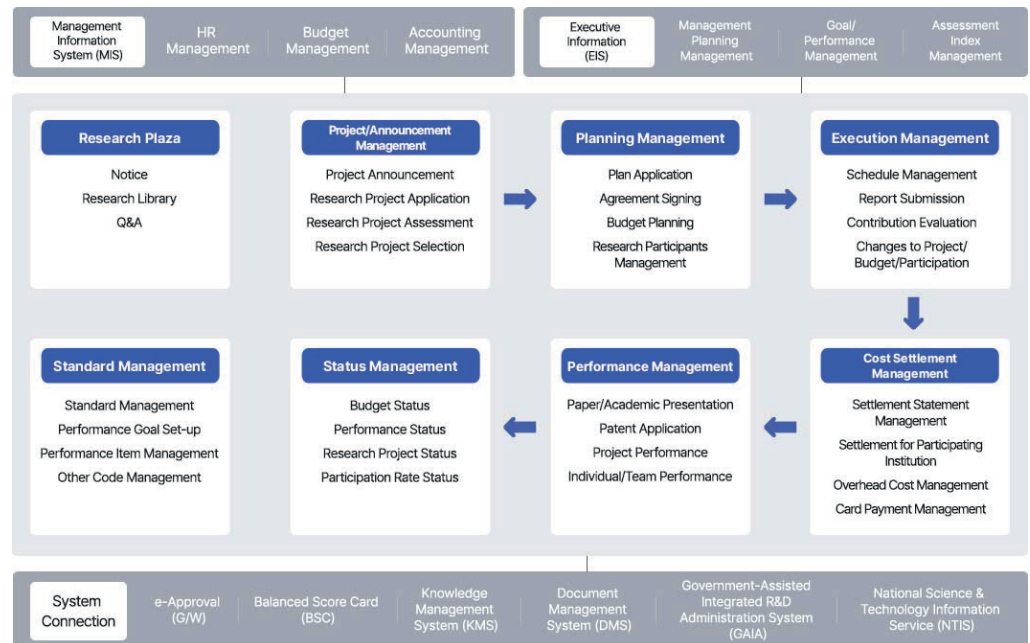 Management
Information
System (MIS)
HR
Management
Budget
Management
Accounting
Management
Executive
Information
(EIS)
Management
Planning
Management
Goal/
Performance
Management
Assessment
Index
Management
Research Plaza
Notice
Research Library
Q&A
Project/Announcement
Management
Project Announcement
Research Project Application
Research Project Assessment
Research Project Selection
Planning Management
Plan Application
Agreement Signing
Budget Planning
Research Participants
Management
Execution Management
Schedule Management
Report Submission
Contribution Evaluation
Changes to Project/
Budget/Participation
Standard Management
Standard Management
Performance Goal Set-up
Performance Item Management
Other Code Management
Status Management
Budget Status
Performance Status
Research Project Status
Participation Rate Status
Performance Management
Paper/Academic Presentation
Patent Application
Project Performance
Individual/Team Performance
Cost Settlement
Management
Settlement Statement
Management
Settlement for Participating
Institution
Overhead Cost Management
Card Payment Management
System
Connection
e-Approval
(G/W)
Balanced Score Card
(BSC)
Knowledge
Management
System (KMS)
Document
Management
System (DMS)
Government-Assisted
Integrated R&D
Administration System
(GAIA)
National Science &
Technology Information
Service (NTIS)